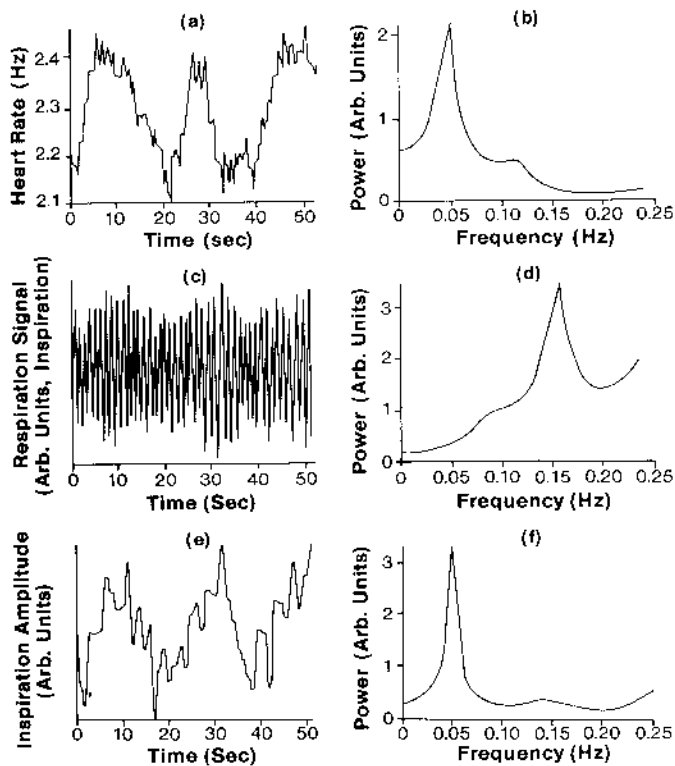 (a)
Heart Rate (Hz)
2.4
2.3
2.2
2.1
0 10 20 30 40 50
Time (sec)
(b)
Power (Arb. Units)
2
1
0
0 0.05 0.10 0.15 0.20 0.25
Frequency (Hz)
(c)
Respiration Signal
(Arb. Units, Inspiration)
0 10 20 30 40 50
Time (Sec)
(d)
Power (Arb. Units)
3
2
1
0
0 0.05 0.10 0.15 0.20 0.25
Frequency (Hz)
(e)
Inspiration Amplitude
(Arb. Units)
0 10 20 30 40 50
Time (Sec)
(f)
Power (Arb. Units)
3
2
1
0
0 0.05 0.10 0.15 0.20 0.25
Frequency (Hz)